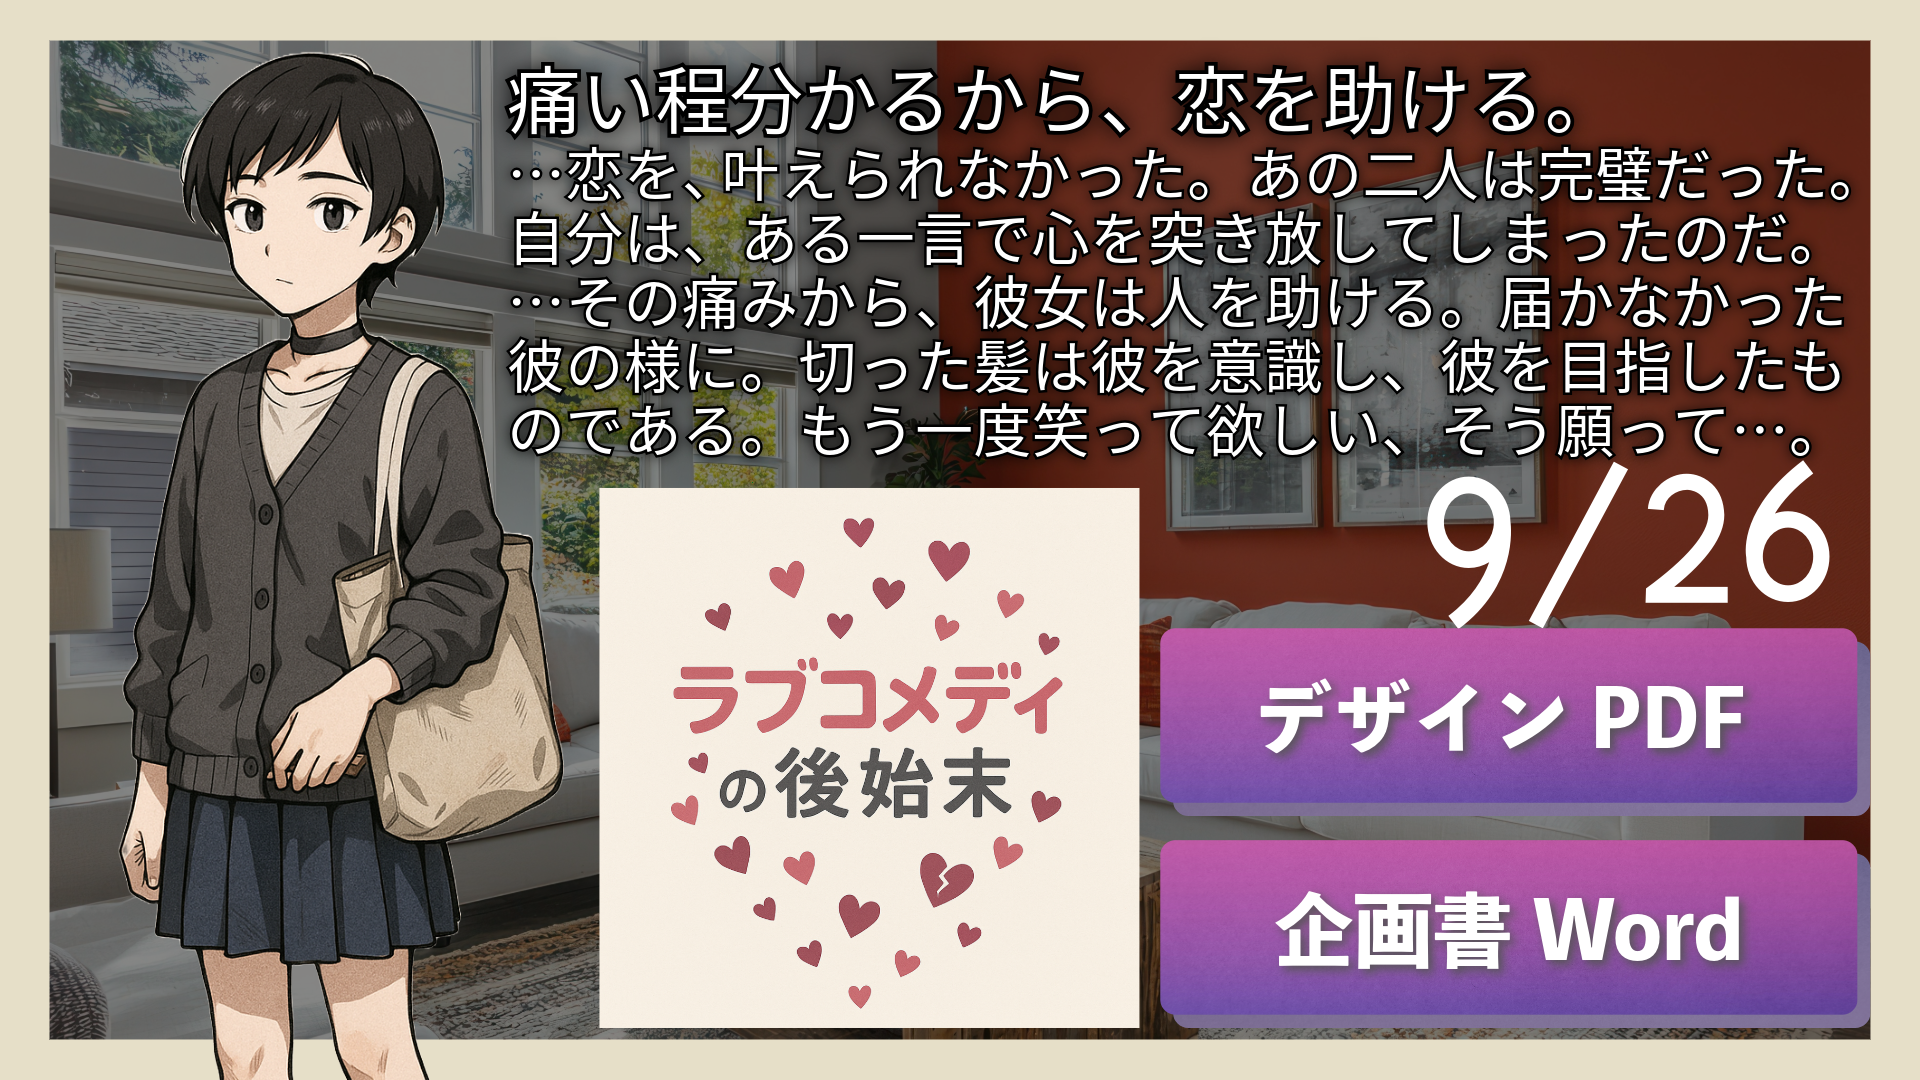 痛い程分かるから、恋を助ける。
…恋を、叶えられなかった。あの二人は完璧だった。
自分は、ある一言で心を突き放してしまったのだ。
…その痛みから、彼女は人を助ける。届かなかった
彼の様に。切った髪は彼を意識し、彼を目指したも
のである。もう一度笑って欲しい、そう願って…。
9/26
ラブコメディ
の後始末
デザイン PDF
企画書 Word